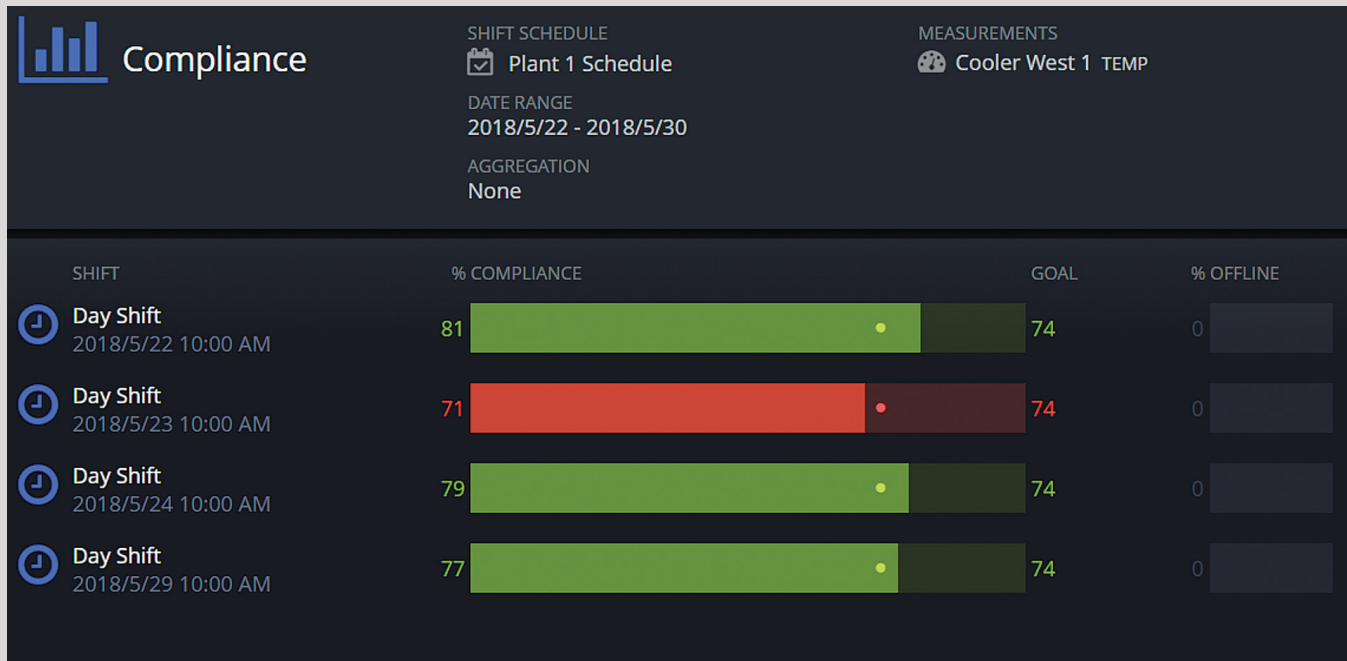 Compliance
SHIFT SCHEDULE
Plant 1 Schedule
DATE RANGE
2018/5/22 - 2018/5/30
AGGREGATION
None
MEASUREMENTS
Cooler West 1 TEMP
SHIFT % COMPLIANCE GOAL % OFFLINE
Day Shift
2018/5/22 10:00 AM
81 74 0
Day Shift
2018/5/23 10:00 AM
71 74 0
Day Shift
2018/5/24 10:00 AM
79 74 0
Day Shift
2018/5/29 10:00 AM
77 74 0